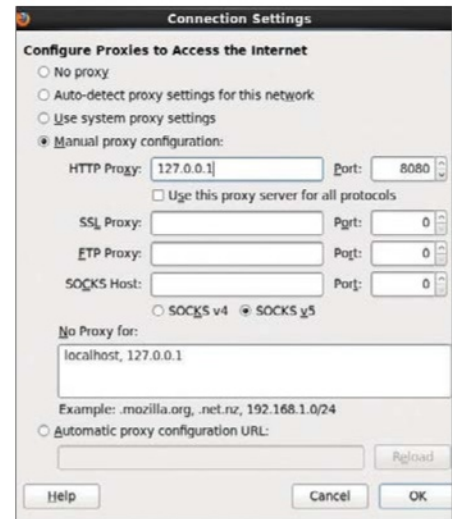 Connection Settings
Configure Proxies to Access the Internet
No proxy
Auto-detect proxy settings for this network
Use system proxy settings
Manual proxy configuration:
HTTP Proxy: 127.0.0.1 Port: 8080
Use this proxy server for all protocols
SSL Proxy: Port: 0
FTP Proxy: Port: 0
SOCKS Host: Port: 0
SOCKS v4 SOCKS v5
No Proxy for:
localhost, 127.0.0.1
Example: .mozilla.org, .net.nz, 192.168.1.0/24
Automatic proxy configuration URL:
Reload
Help Cancel OK